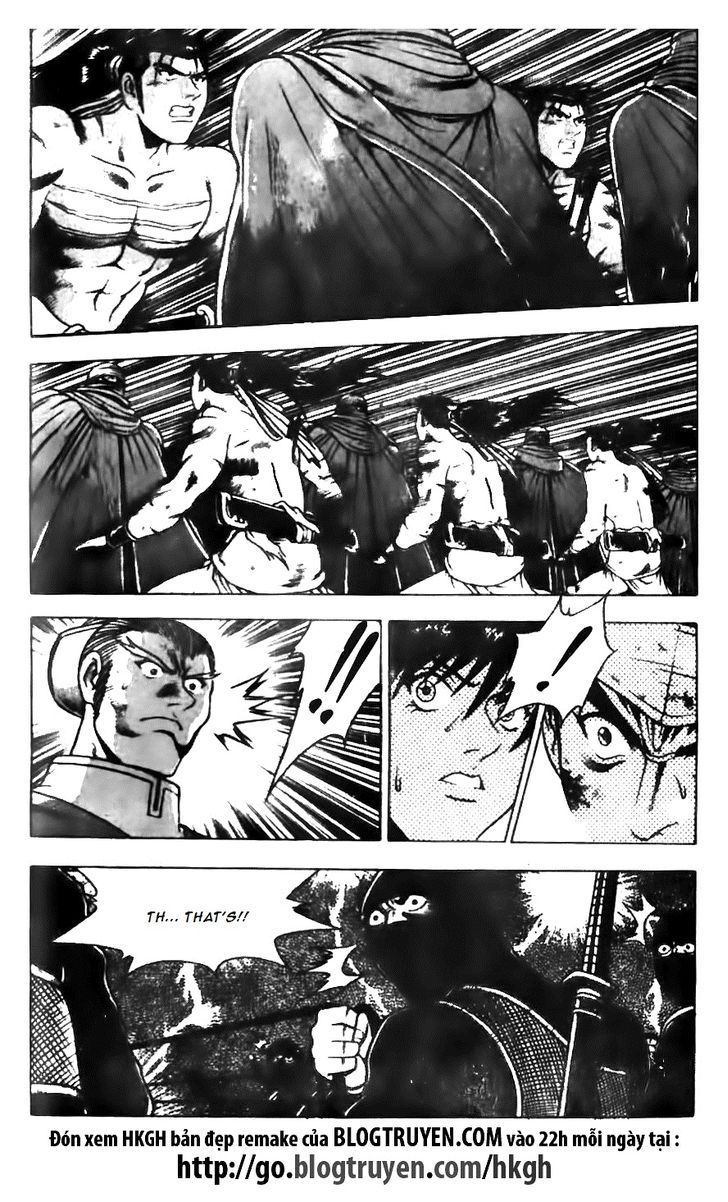 !!
!!
TH... THAT'S!!
Đón xem HKGH bản đẹp remake của BLOGTRUYEN.COM vào 22h mỗi ngày tại :
http://go.blogtruyen.com/hkgh